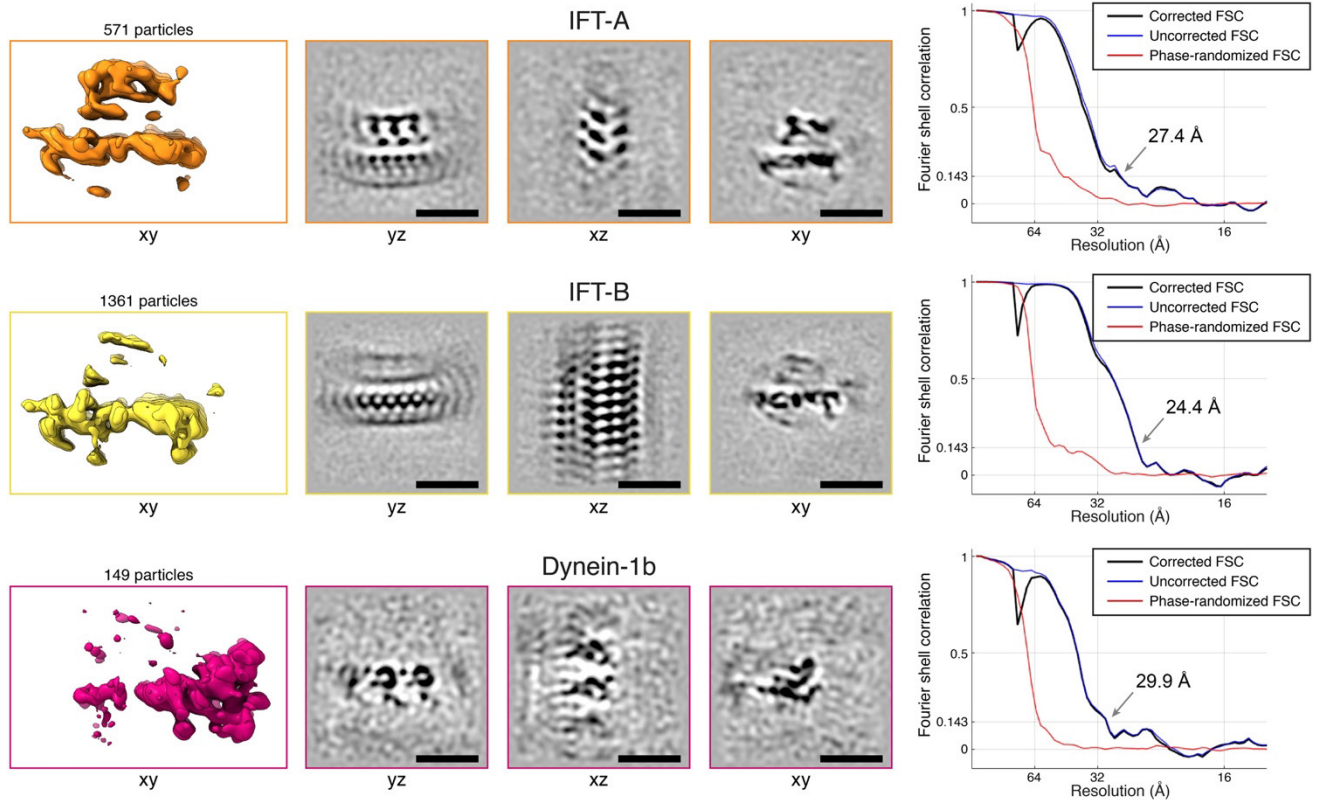 571 particles
IFT-A
xy
yz
xz
xy
Fourier shell correlation
1
0.5
0.143
0
Corrected FSC
Uncorrected FSC
Phase-randomized FSC
27.4 Å
64
32
16
Resolution (Å)
1361 particles
IFT-B
xy
yz
xz
xy
Fourier shell correlation
1
0.5
0.143
0
Corrected FSC
Uncorrected FSC
Phase-randomized FSC
24.4 Å
64
32
16
Resolution (Å)
149 particles
Dynein-1b
xy
yz
xz
xy
Fourier shell correlation
1
0.5
0.143
0
Corrected FSC
Uncorrected FSC
Phase-randomized FSC
29.9 Å
64
32
16
Resolution (Å)